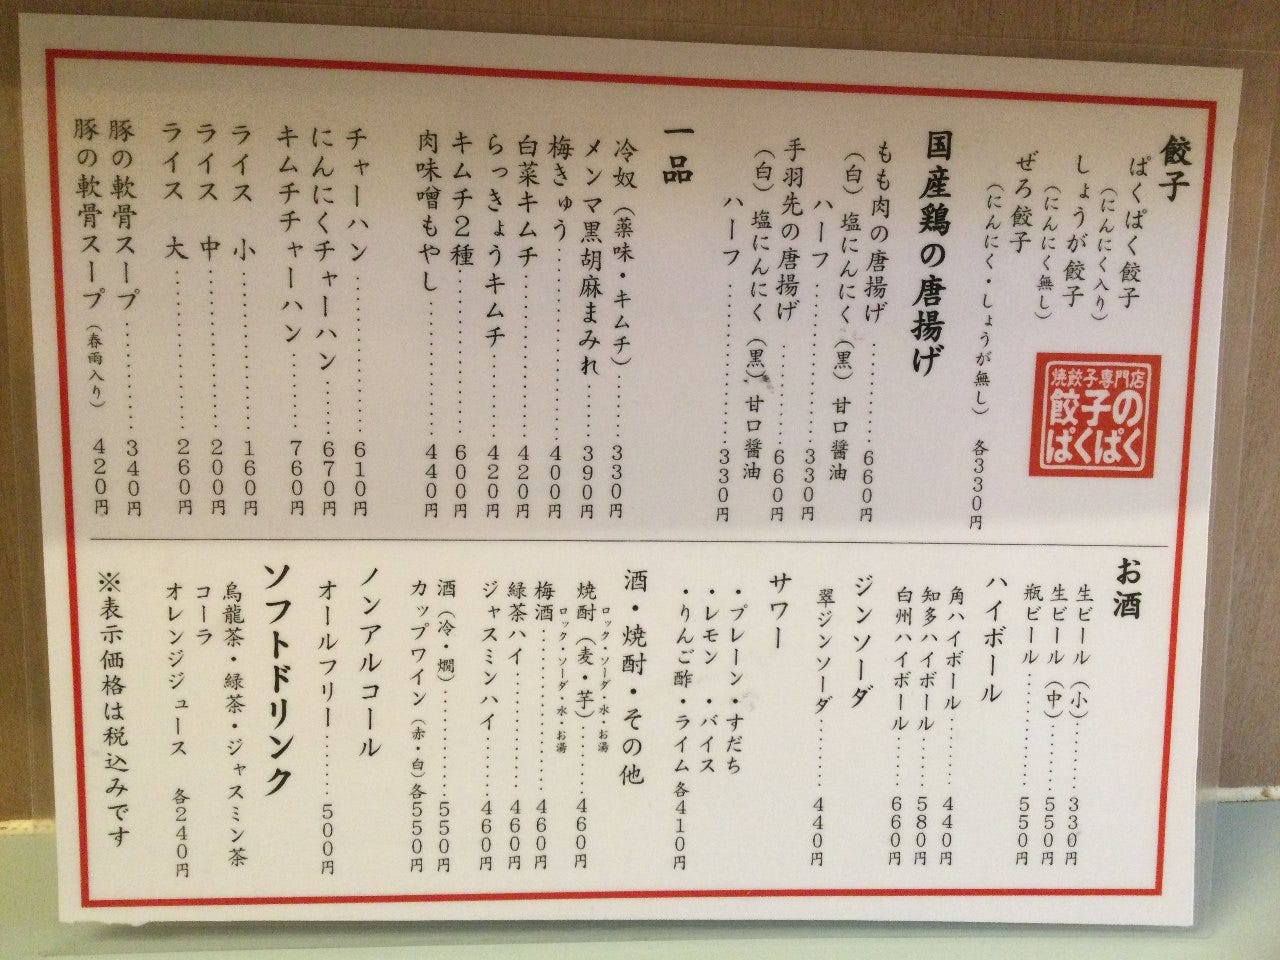 餃子
ぱくぱく餃子
(にんにく入り)
しょうが餃子
(にんにく無し)
ぜろ餃子
(にんにく・しょうが無し) 各330円
焼餃子専門店
餃子の
ぱくぱく
国産鶏の唐揚げ
もも肉の唐揚げ………660円
(白)塩にんにく(黒)甘口醤油
ハーフ………330円
手羽先の唐揚げ………660円
(白)塩にんにく(黒)甘口醤油
ハーフ………330円
一品
冷奴(薬味・キムチ)………330円
メンマ黒胡麻まみれ………390円
梅きゅう………400円
白菜キムチ………420円
らっきょうキムチ………420円
キムチ2種………600円
肉味噌もやし………440円
チャーハン………610円
にんにくチャーハン………670円
キムチチャーハン………760円
ライス 小………160円
ライス 中………200円
ライス 大………260円
豚の軟骨スープ………340円
豚の軟骨スープ(春雨入り) 420円
お酒
生ビール(小)………330円
生ビール(中)………550円
瓶ビール………550円
ハイボール
角ハイボール………440円
知多ハイボール………580円
白州ハイボール………660円
ジンソーダ
翠ジンソーダ………440円
サワー
・プレーン・すだち
・レモン ・バイス
・りんご酢・ライム各410円
酒・焼酎・その他
焼酎(麦・芋)………460円
ロック・ソーダ・水・お湯
梅酒………460円
ロック・ソーダ・水・お湯
緑茶ハイ………460円
ジャスミンハイ………460円
酒(冷・燗)………550円
カップワイン(赤・白)各550円
ノンアルコール
オールフリー………500円
ソフトドリンク
烏龍茶・緑茶・ジャスミン茶
コーラ
オレンジジュース 各240円
※表示価格は税込みです